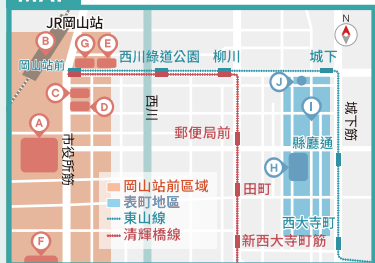 MAP
JR岡山站
N
B
G
E
岡山站前
西川綠道公園
柳川
城下
C
D
J
I
A
西川
城下筋
郵便局前
縣廳通
市役所筋
H
岡山站前區域
表町地區
東山線
清輝橋線
田町
西大寺町
新西大寺町筋
F